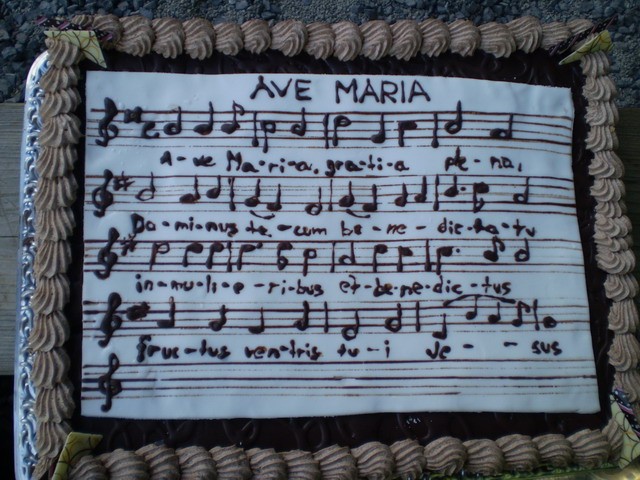 AVE MARIA
A-ve Ma-ri-a, gra-ti-a ple-na,
Do-mi-nus te-cum be-ne-dic-ta-tu
in-mu-li-e-ri-bus et-be-ne-dic-tus
fruc-tus ven-tris tu-i Je - - sus